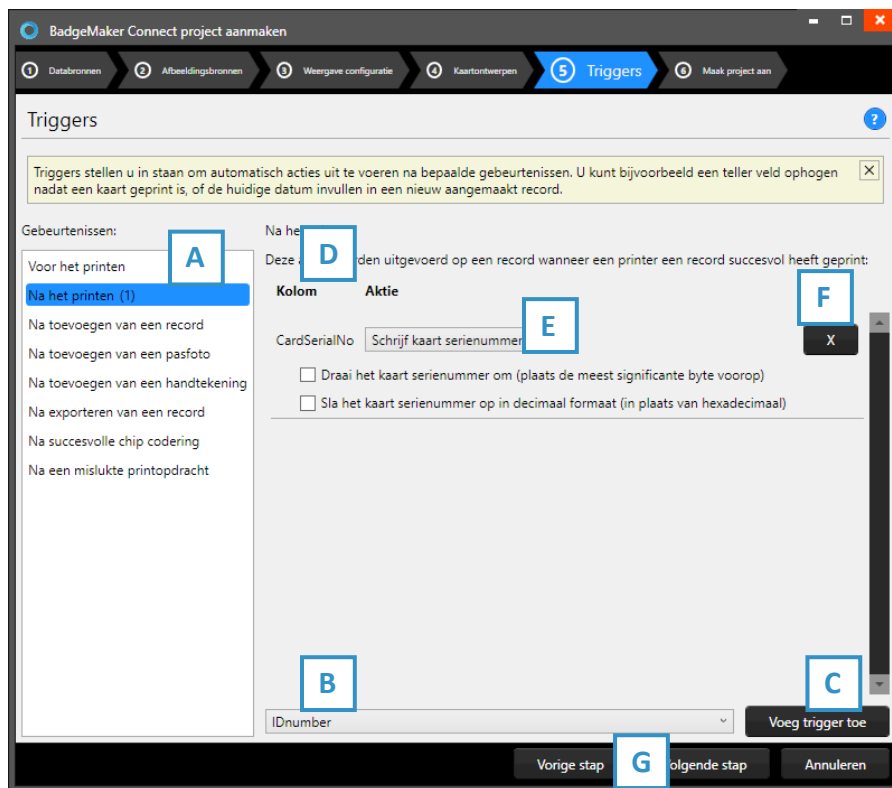 BadgeMaker Connect project aanmaken
1 Databronnen 2 Afbeeldingsbronnen 3 Weergave configuratie 4 Kaartontwerpen 5 Triggers 6 Maak project aan
Triggers ?
Triggers stellen u in staan om automatisch acties uit te voeren na bepaalde gebeurtenissen. U kunt bijvoorbeeld een teller veld ophogen
nadat een kaart geprint is, of de huidige datum invullen in een nieuw aangemaakt record.
Gebeurtenissen:
A
Voor het printen
Na het printen (1)
Na toevoegen van een record
Na toevoegen van een pasfoto
Na toevoegen van een handtekening
Na exporteren van een record
Na succesvolle chip codering
Na een mislukte printopdracht
Na
D
Deze uitgevoerd op een record wanneer een printer een record succesvol heeft geprint:
Kolom Aktie
E
F
CardSerialNo Schrijf kaart serienummer X
Draai het kaart serienummer om (plaats de meest significante byte voorop)
Sla het kaart serienummer op in decimaal formaat (in plaats van hexadecimaal)
B
C
IDnumber Voeg trigger toe
G
Vorige stap stap Annuleren